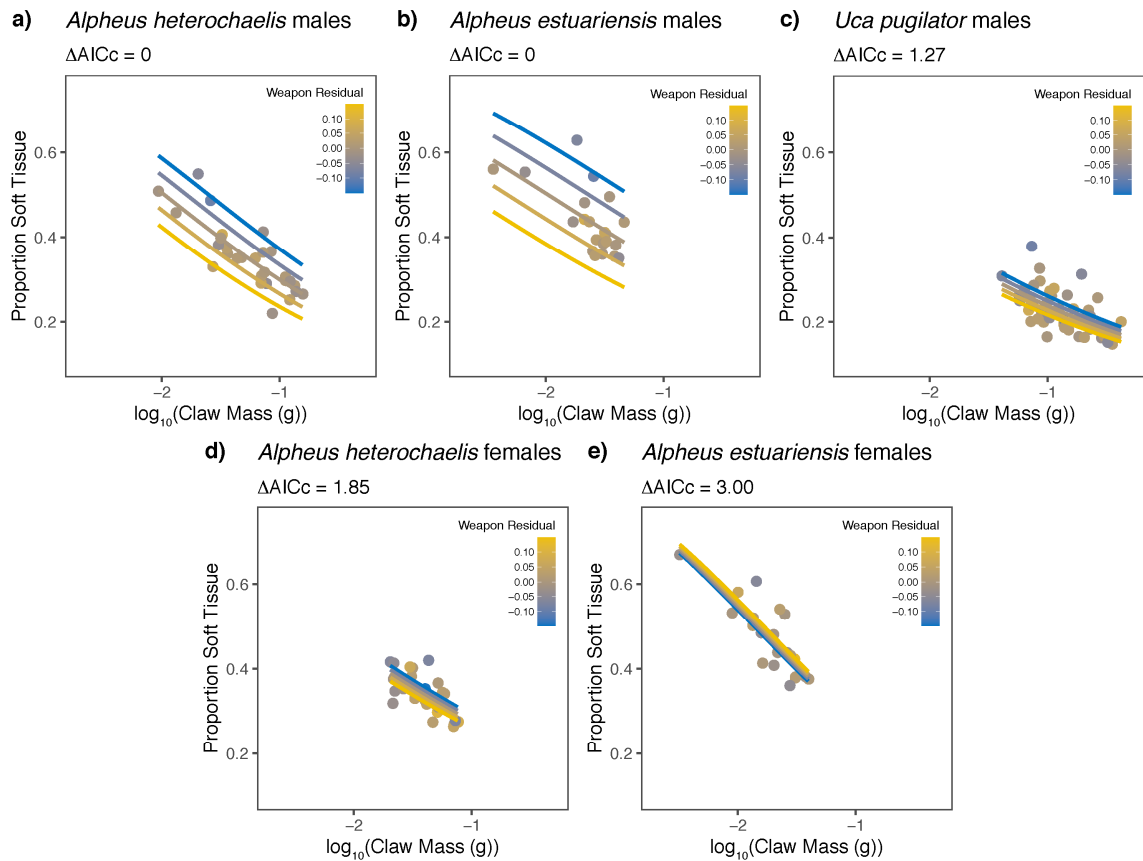 a) Alpheus heterochaelis males
ΔAICc = 0
Weapon Residual
0.10
0.05
0.00
−0.05
−0.10
0.6
0.4
0.2
Proportion Soft Tissue
−2
−1
log₁₀(Claw Mass (g))
b) Alpheus estuariensis males
ΔAICc = 0
Weapon Residual
0.10
0.05
0.00
−0.05
−0.10
0.6
0.4
0.2
Proportion Soft Tissue
−2
−1
log₁₀(Claw Mass (g))
c) Uca pugilator males
ΔAICc = 1.27
Weapon Residual
0.10
0.05
0.00
−0.05
−0.10
0.6
0.4
0.2
Proportion Soft Tissue
−2
−1
log₁₀(Claw Mass (g))
d) Alpheus heterochaelis females
ΔAICc = 1.85
Weapon Residual
0.10
0.05
0.00
−0.05
−0.10
0.6
0.4
0.2
Proportion Soft Tissue
−2
−1
log₁₀(Claw Mass (g))
e) Alpheus estuariensis females
ΔAICc = 3.00
Weapon Residual
0.10
0.05
0.00
−0.05
−0.10
0.6
0.4
0.2
Proportion Soft Tissue
−2
−1
log₁₀(Claw Mass (g))